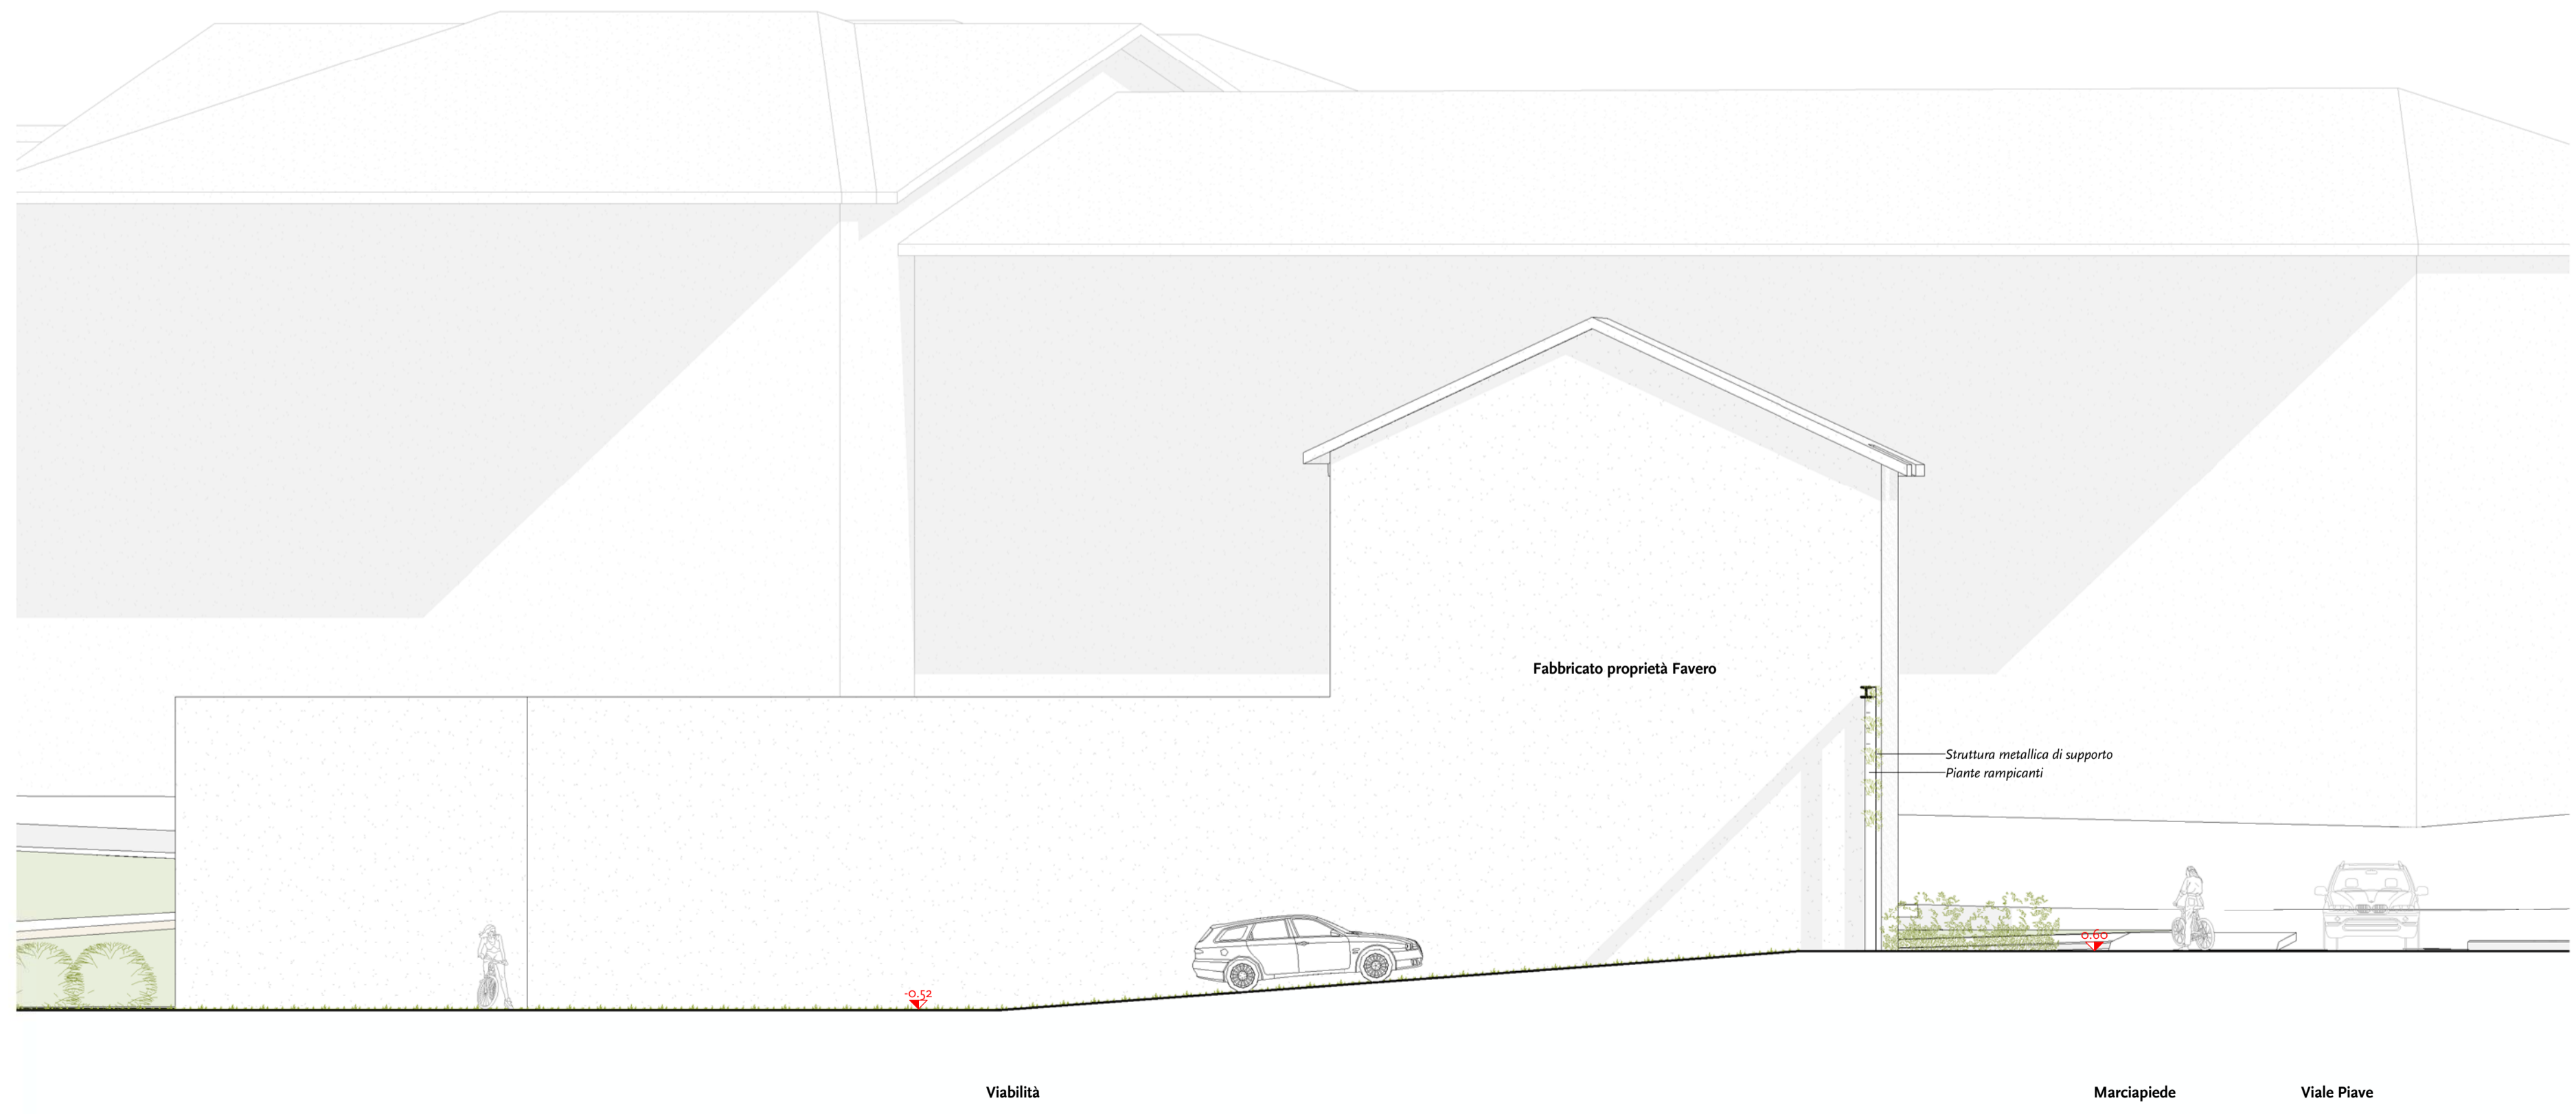 Fabbricato proprietà Favero
Struttura metallica di supporto
Piante rampicanti
0.60
-0.52
Viabilità
Marciapiede
Viale Piave